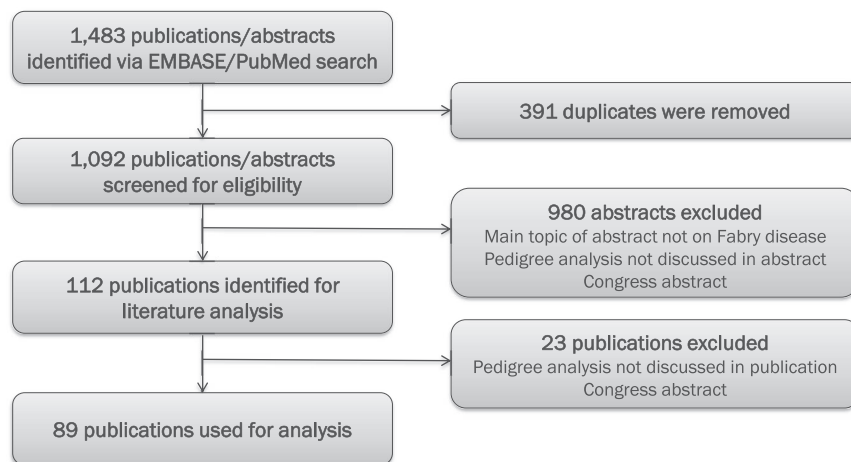 1,483 publications/abstracts
identified via EMBASE/PubMed search
391 duplicates were removed
1,092 publications/abstracts
screened for eligibility
980 abstracts excluded
Main topic of abstract not on Fabry disease
Pedigree analysis not discussed in abstract
Congress abstract
112 publications identified for
literature analysis
23 publications excluded
Pedigree analysis not discussed in publication
Congress abstract
89 publications used for analysis